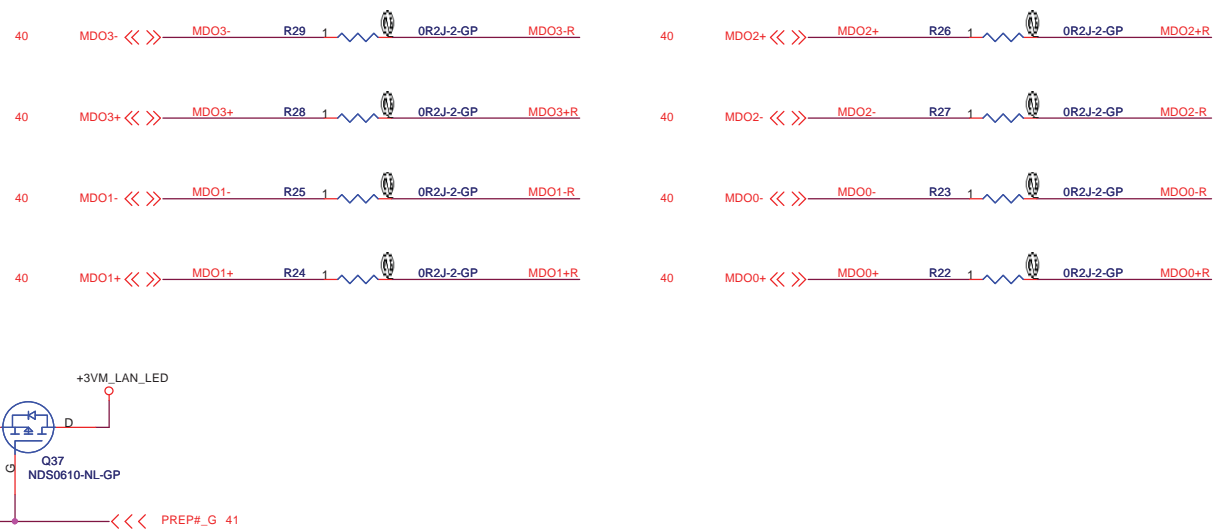 40 MDO3- MDO3- R29 1 0R2J-2-GP MDO3-R 40 MDO2+ MDO2+ R26 1 0R2J-2-GP MDO2+R
40 MDO3+ MDO3+ R28 1 0R2J-2-GP MDO3+R 40 MDO2- MDO2- R27 1 0R2J-2-GP MDO2-R
40 MDO1- MDO1- R25 1 0R2J-2-GP MDO1-R 40 MDO0- MDO0- R23 1 0R2J-2-GP MDO0-R
40 MDO1+ MDO1+ R24 1 0R2J-2-GP MDO1+R 40 MDO0+ MDO0+ R22 1 0R2J-2-GP MDO0+R
+3VM_LAN_LED
D
G
Q37
NDS0610-NL-GP
PREP#_G 41